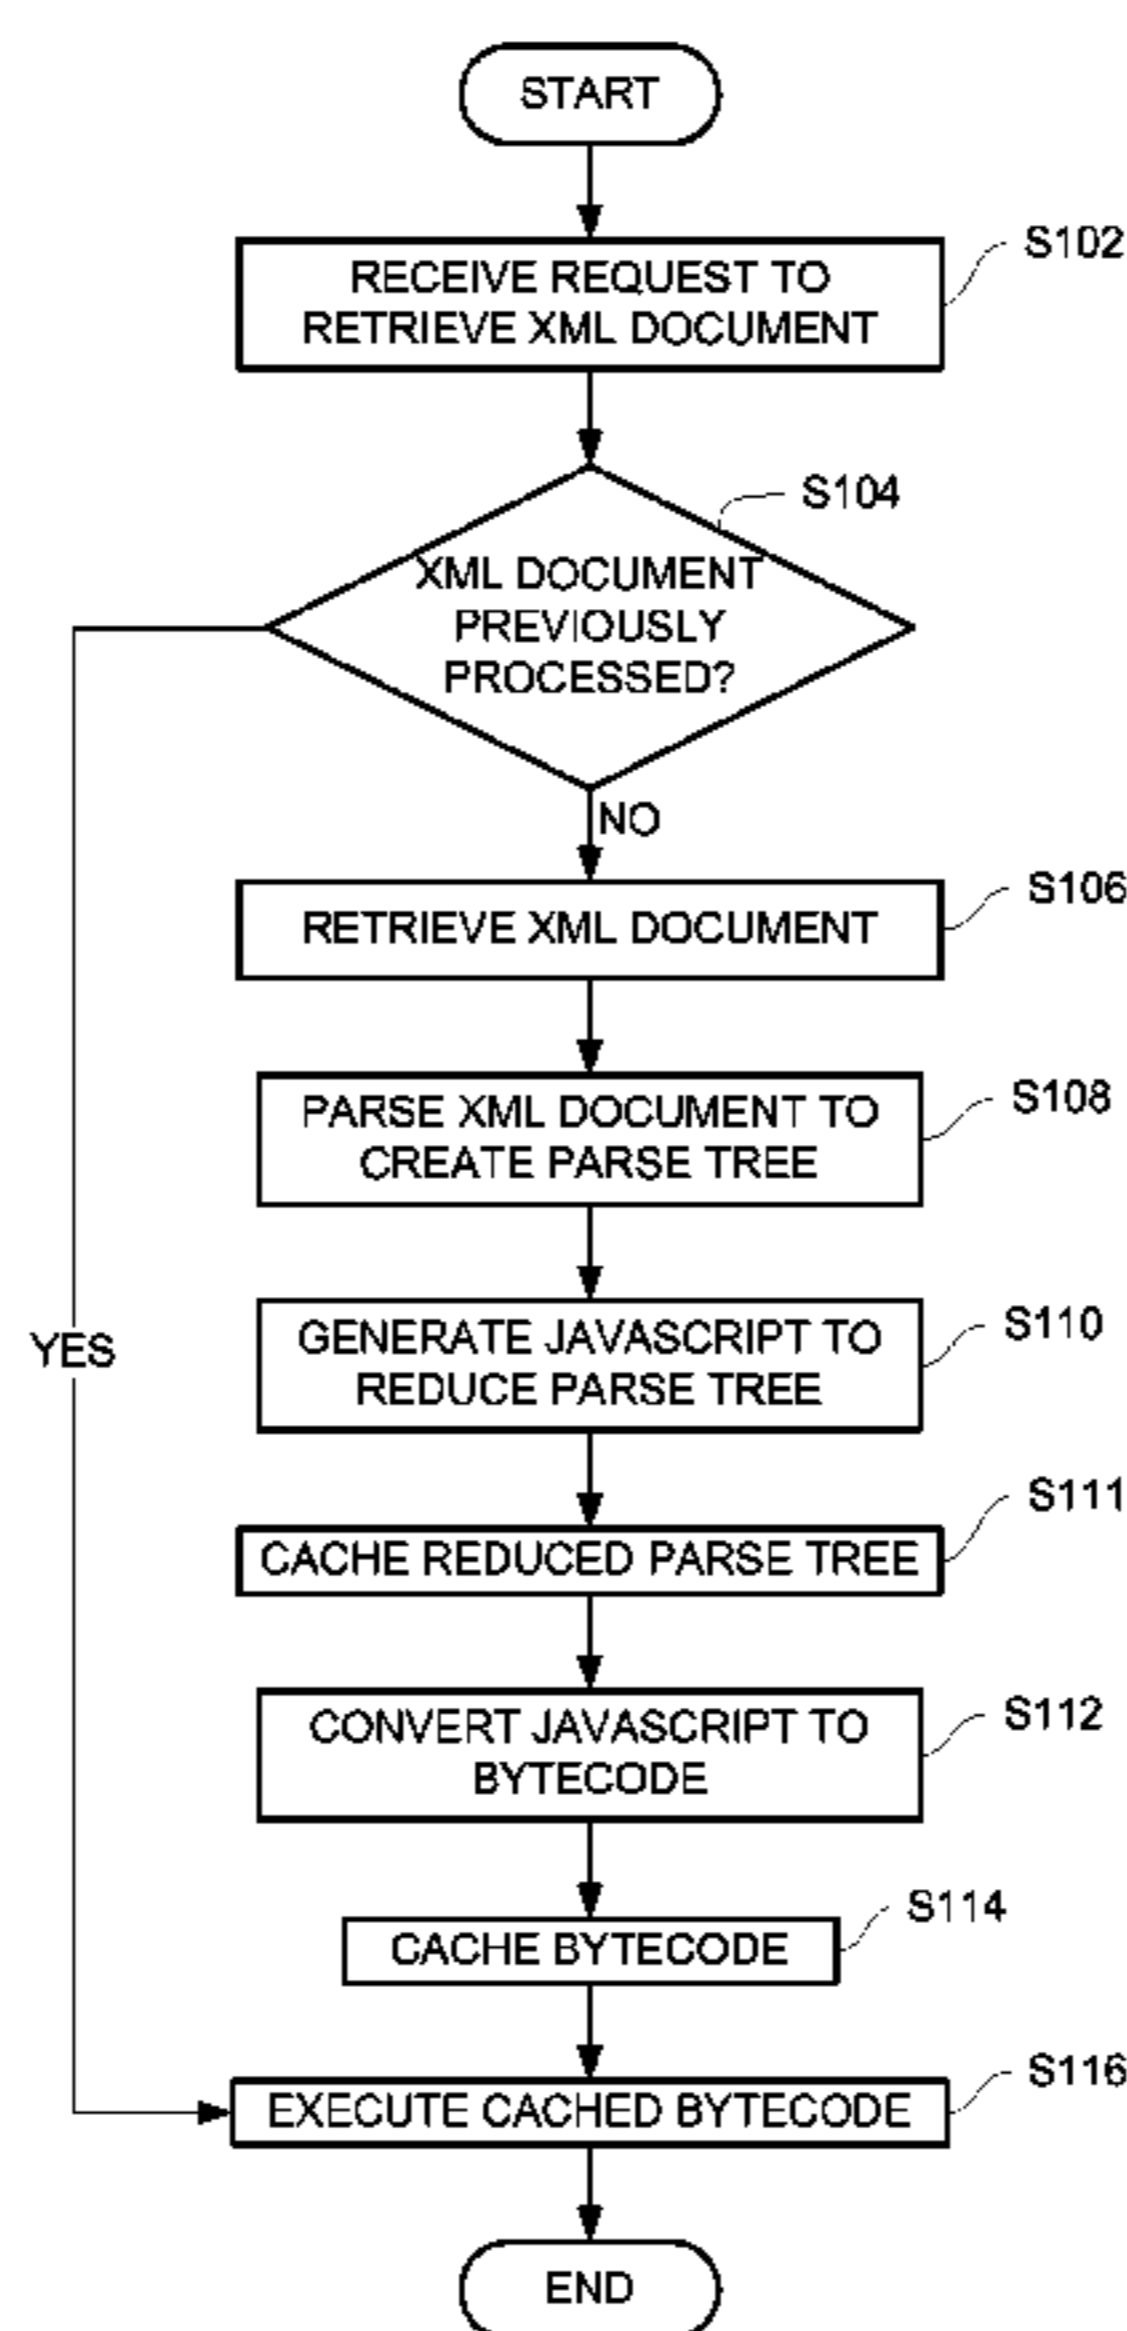 START
S102
RECEIVE REQUEST TO
RETRIEVE XML DOCUMENT
S104
XML DOCUMENT
PREVIOUSLY
PROCESSED?
NO
S106
RETRIEVE XML DOCUMENT
S108
PARSE XML DOCUMENT TO
CREATE PARSE TREE
S110
GENERATE JAVASCRIPT TO
REDUCE PARSE TREE
YES
S111
CACHE REDUCED PARSE TREE
S112
CONVERT JAVASCRIPT TO
BYTECODE
S114
CACHE BYTECODE
S116
EXECUTE CACHED BYTECODE
END